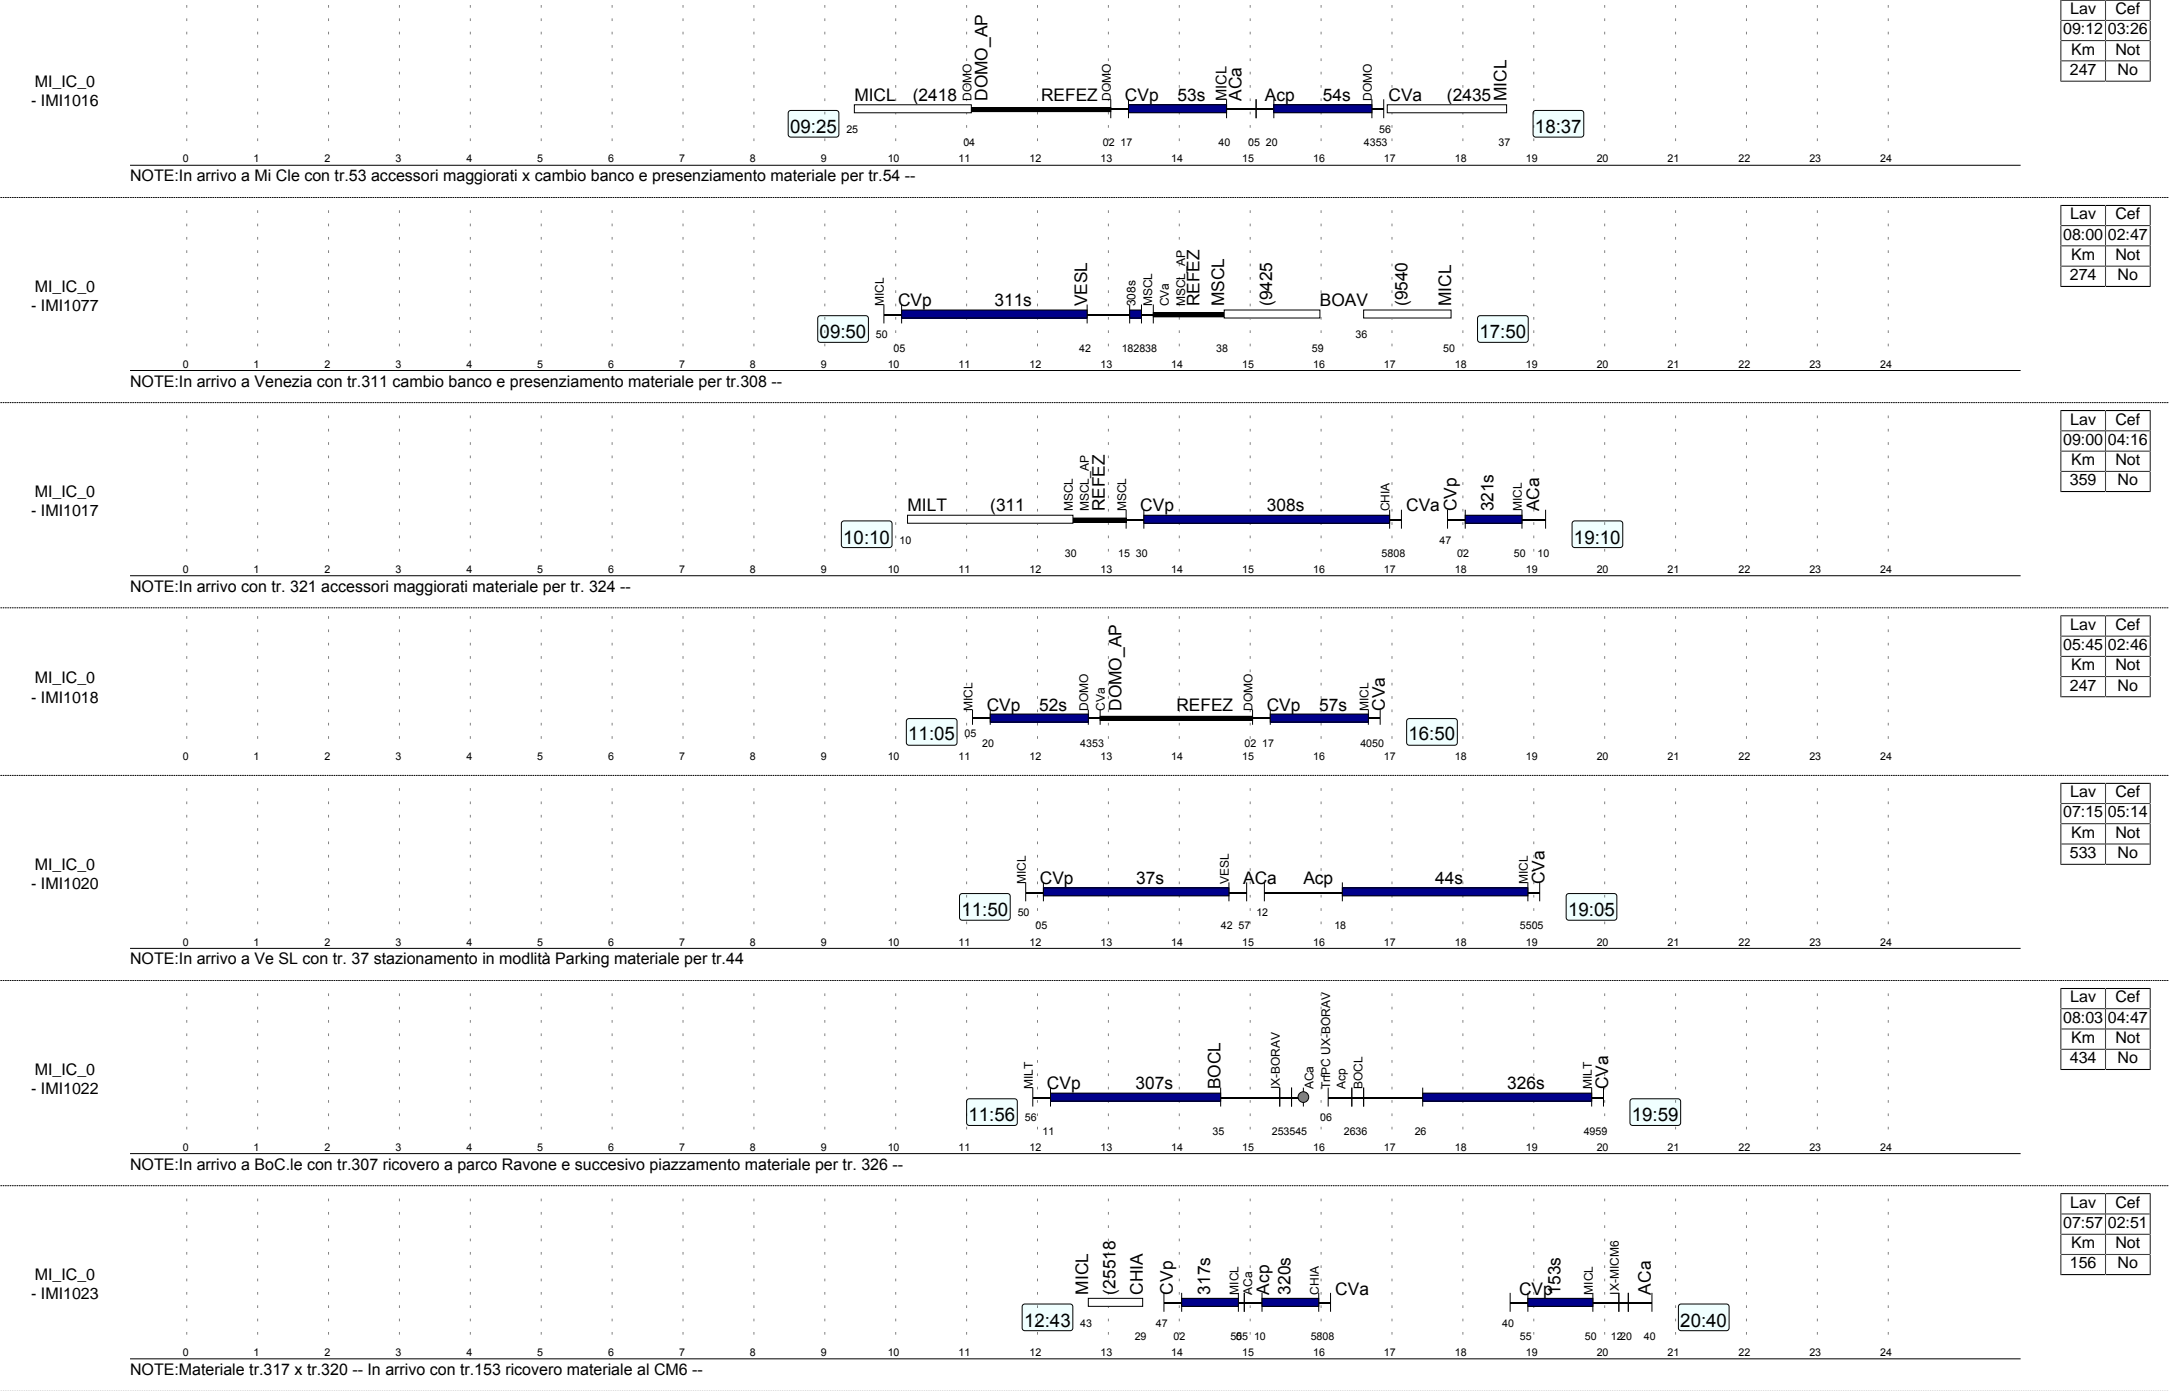 Lav Cef
09:12 03:26
Km Not
247 No
MI_IC_0
- IMI1016
09:25
MICL (2418 DOMO DOMO_AP REFEZ DOMO CVp 53s MICL ACa Acp 54s DOMO CVa (2435 MICL
18:37
25 56
04 02 17 40 05 20 4353 37
0 1 2 3 4 5 6 7 8 9 10 11 12 13 14 15 16 17 18 19 20 21 22 23 24
NOTE:In arrivo a Mi Cle con tr.53 accessori maggiorati x cambio banco e presenziamento materiale per tr.54 --
Lav Cef
08:00 02:47
Km Not
274 No
MI_IC_0
- IMI1077
09:50
MICL CVp 311s VESL 308s MSCL CVa MSCL_AP REFEZ MSCL (9425 BOAV (9540 MICL
17:50
50 36
05 42 182838 38 59 50
0 1 2 3 4 5 6 7 8 9 10 11 12 13 14 15 16 17 18 19 20 21 22 23 24
NOTE:In arrivo a Venezia con tr.311 cambio banco e presenziamento materiale per tr.308 --
Lav Cef
09:00 04:16
Km Not
359 No
MI_IC_0
- IMI1017
10:10
MILT (311 MSCL MSCL_AP REFEZ MSCL CVp 308s CHIA CVa CVp 321s MICL ACa
19:10
10 47
30 15 30 5808 02 50 10
0 1 2 3 4 5 6 7 8 9 10 11 12 13 14 15 16 17 18 19 20 21 22 23 24
NOTE:In arrivo con tr. 321 accessori maggiorati materiale per tr. 324 --
Lav Cef
05:45 02:46
Km Not
247 No
MI_IC_0
- IMI1018
11:05
MICL CVp 52s DOMO CVa DOMO_AP REFEZ DOMO CVp 57s MICL CVa
16:50
05
20 4353 02 17 4050
0 1 2 3 4 5 6 7 8 9 10 11 12 13 14 15 16 17 18 19 20 21 22 23 24
Lav Cef
07:15 05:14
Km Not
533 No
MI_IC_0
- IMI1020
11:50
MICL CVp 37s VESL ACa Acp 44s MICL CVa
19:05
50 12
05 42 57 18 5505
0 1 2 3 4 5 6 7 8 9 10 11 12 13 14 15 16 17 18 19 20 21 22 23 24
NOTE:In arrivo a Ve SL con tr. 37 stazionamento in modlità Parking materiale per tr.44
Lav Cef
08:03 04:47
Km Not
434 No
MI_IC_0
- IMI1022
11:56
MILT CVp 307s BOCL IX-BORAV ACa TrfPC UX-BORAV Acp BOCL 326s MILT CVa
19:59
56 06
11 35 253545 2636 26 4959
0 1 2 3 4 5 6 7 8 9 10 11 12 13 14 15 16 17 18 19 20 21 22 23 24
NOTE:In arrivo a BoC.le con tr.307 ricovero a parco Ravone e succesivo piazzamento materiale per tr. 326 --
Lav Cef
07:57 02:51
Km Not
156 No
MI_IC_0
- IMI1023
12:43
MICL (25518 CHIA CVp 317s MICL ACa Acp 320s CHIA CVa CVp 153s MICL IX-MICM6 ACa
20:40
43 47 40
29 02 10 5808 55 50 1220 40
0 1 2 3 4 5 6 7 8 9 10 11 12 13 14 15 16 17 18 19 20 21 22 23 24
NOTE:Materiale tr.317 x tr.320 -- In arrivo con tr.153 ricovero materiale al CM6 --